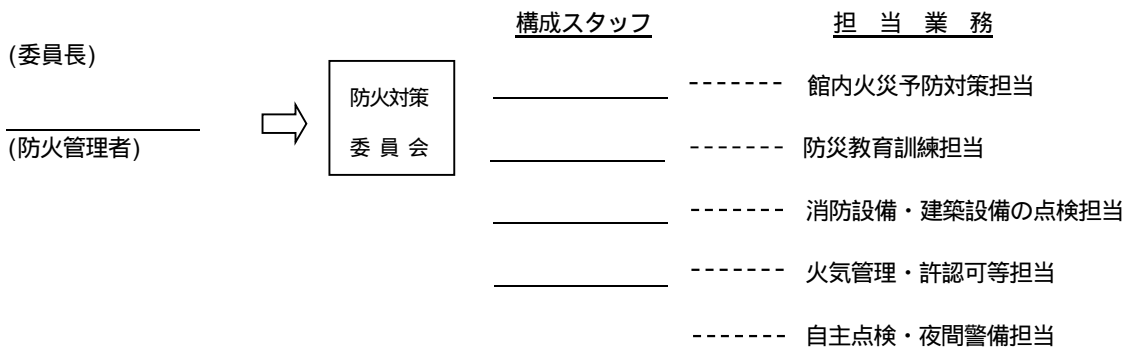 構成スタッフ
担 当 業 務
(委員長)
(防火管理者)
防火対策
委 員 会
館内火災予防対策担当
防災教育訓練担当
消防設備・建築設備の点検担当
火気管理・許認可等担当
自主点検・夜間警備担当